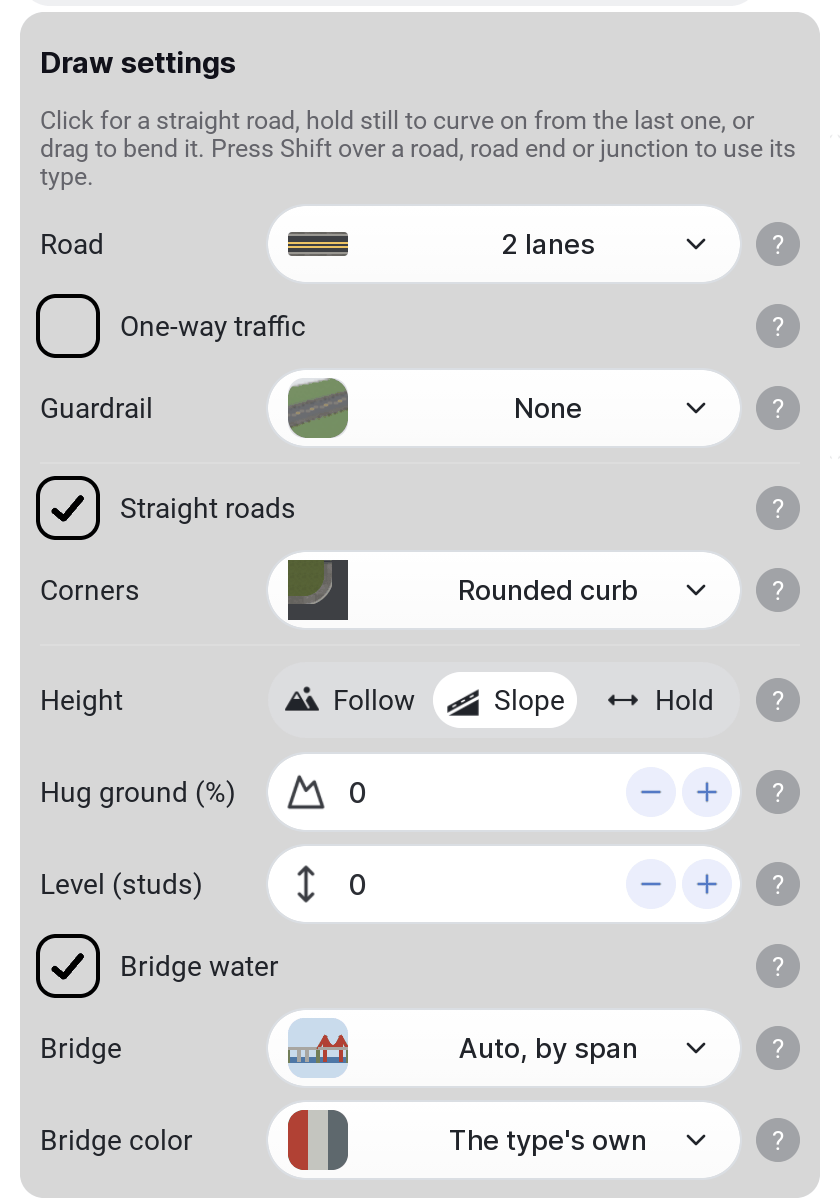 Draw settings
Click for a straight road, hold still to curve on from the last one, or
drag to bend it. Press Shift over a road, road end or junction to use its
type.
Road 2 lanes ?
One-way traffic ?
Guardrail None ?
Straight roads ?
Corners Rounded curb ?
Height Follow Slope Hold ?
Hug ground (%) 0 − + ?
Level (studs) 0 − + ?
Bridge water ?
Bridge Auto, by span ?
Bridge color The type's own ?